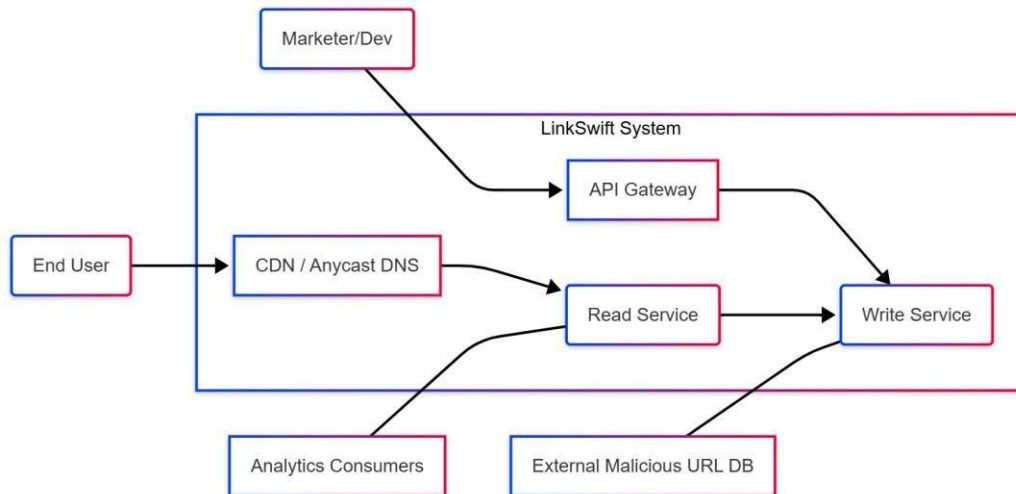 Marketer/Dev
LinkSwift System
API Gateway
End User
CDN / Anycast DNS
Read Service
Write Service
Analytics Consumers
External Malicious URL DB